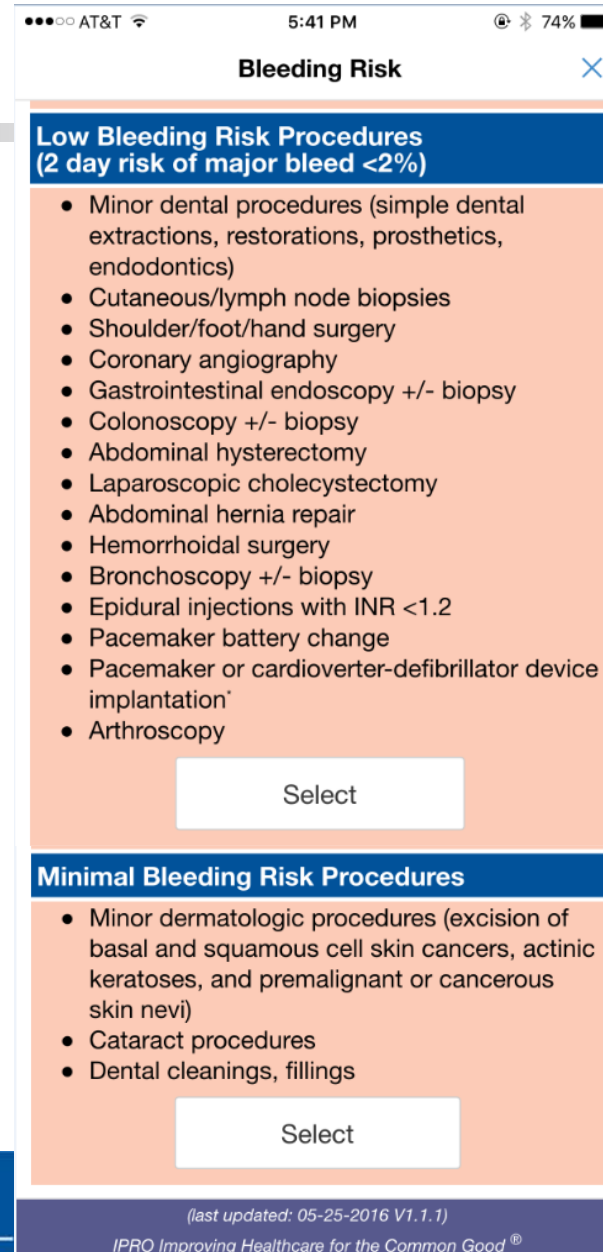 AT&T 5:41 PM 74%
Bleeding Risk
Low Bleeding Risk Procedures
(2 day risk of major bleed <2%)
• Minor dental procedures (simple dental
extractions, restorations, prosthetics,
endodontics)
• Cutaneous/lymph node biopsies
• Shoulder/foot/hand surgery
• Coronary angiography
• Gastrointestinal endoscopy +/- biopsy
• Colonoscopy +/- biopsy
• Abdominal hysterectomy
• Laparoscopic cholecystectomy
• Abdominal hernia repair
• Hemorrhoidal surgery
• Bronchoscopy +/- biopsy
• Epidural injections with INR <1.2
• Pacemaker battery change
• Pacemaker or cardioverter-defibrillator device
implantation*
• Arthroscopy
Select
Minimal Bleeding Risk Procedures
• Minor dermatologic procedures (excision of
basal and squamous cell skin cancers, actinic
keratoses, and premalignant or cancerous
skin nevi)
• Cataract procedures
• Dental cleanings, fillings
Select
(last updated: 05-25-2016 V1.1.1)
IPRO Improving Healthcare for the Common Good ®